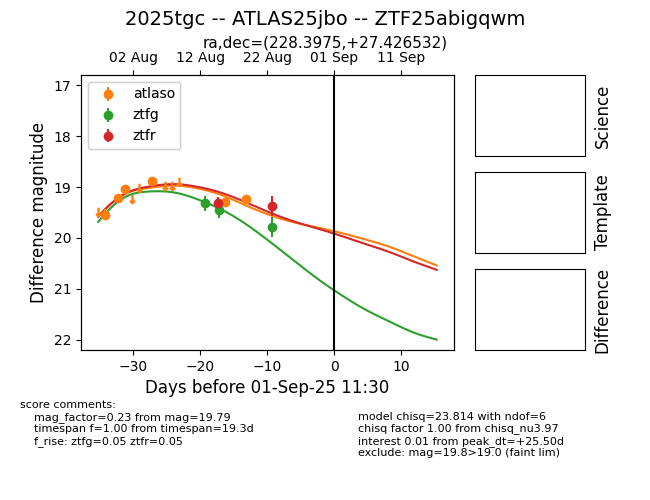 2025tgc -- ATLAS25jbo -- ZTF25abigqwm
ra,dec=(228.3975,+27.426532)
02 Aug 12 Aug 22 Aug 01 Sep 11 Sep
17
18
19
20
21
22
Difference magnitude
atlaso
ztfg
ztfr
−30 −20 −10 0 10
Days before 01-Sep-25 11:30
Science
Template
Difference
score comments:
mag_factor=0.23 from mag=19.79
timespan f=1.00 from timespan=19.3d
f_rise: ztfg=0.05 ztfr=0.05
model chisq=23.814 with ndof=6
chisq factor 1.00 from chisq_nu3.97
interest 0.01 from peak_dt=+25.50d
exclude: mag=19.8>19.0 (faint lim)